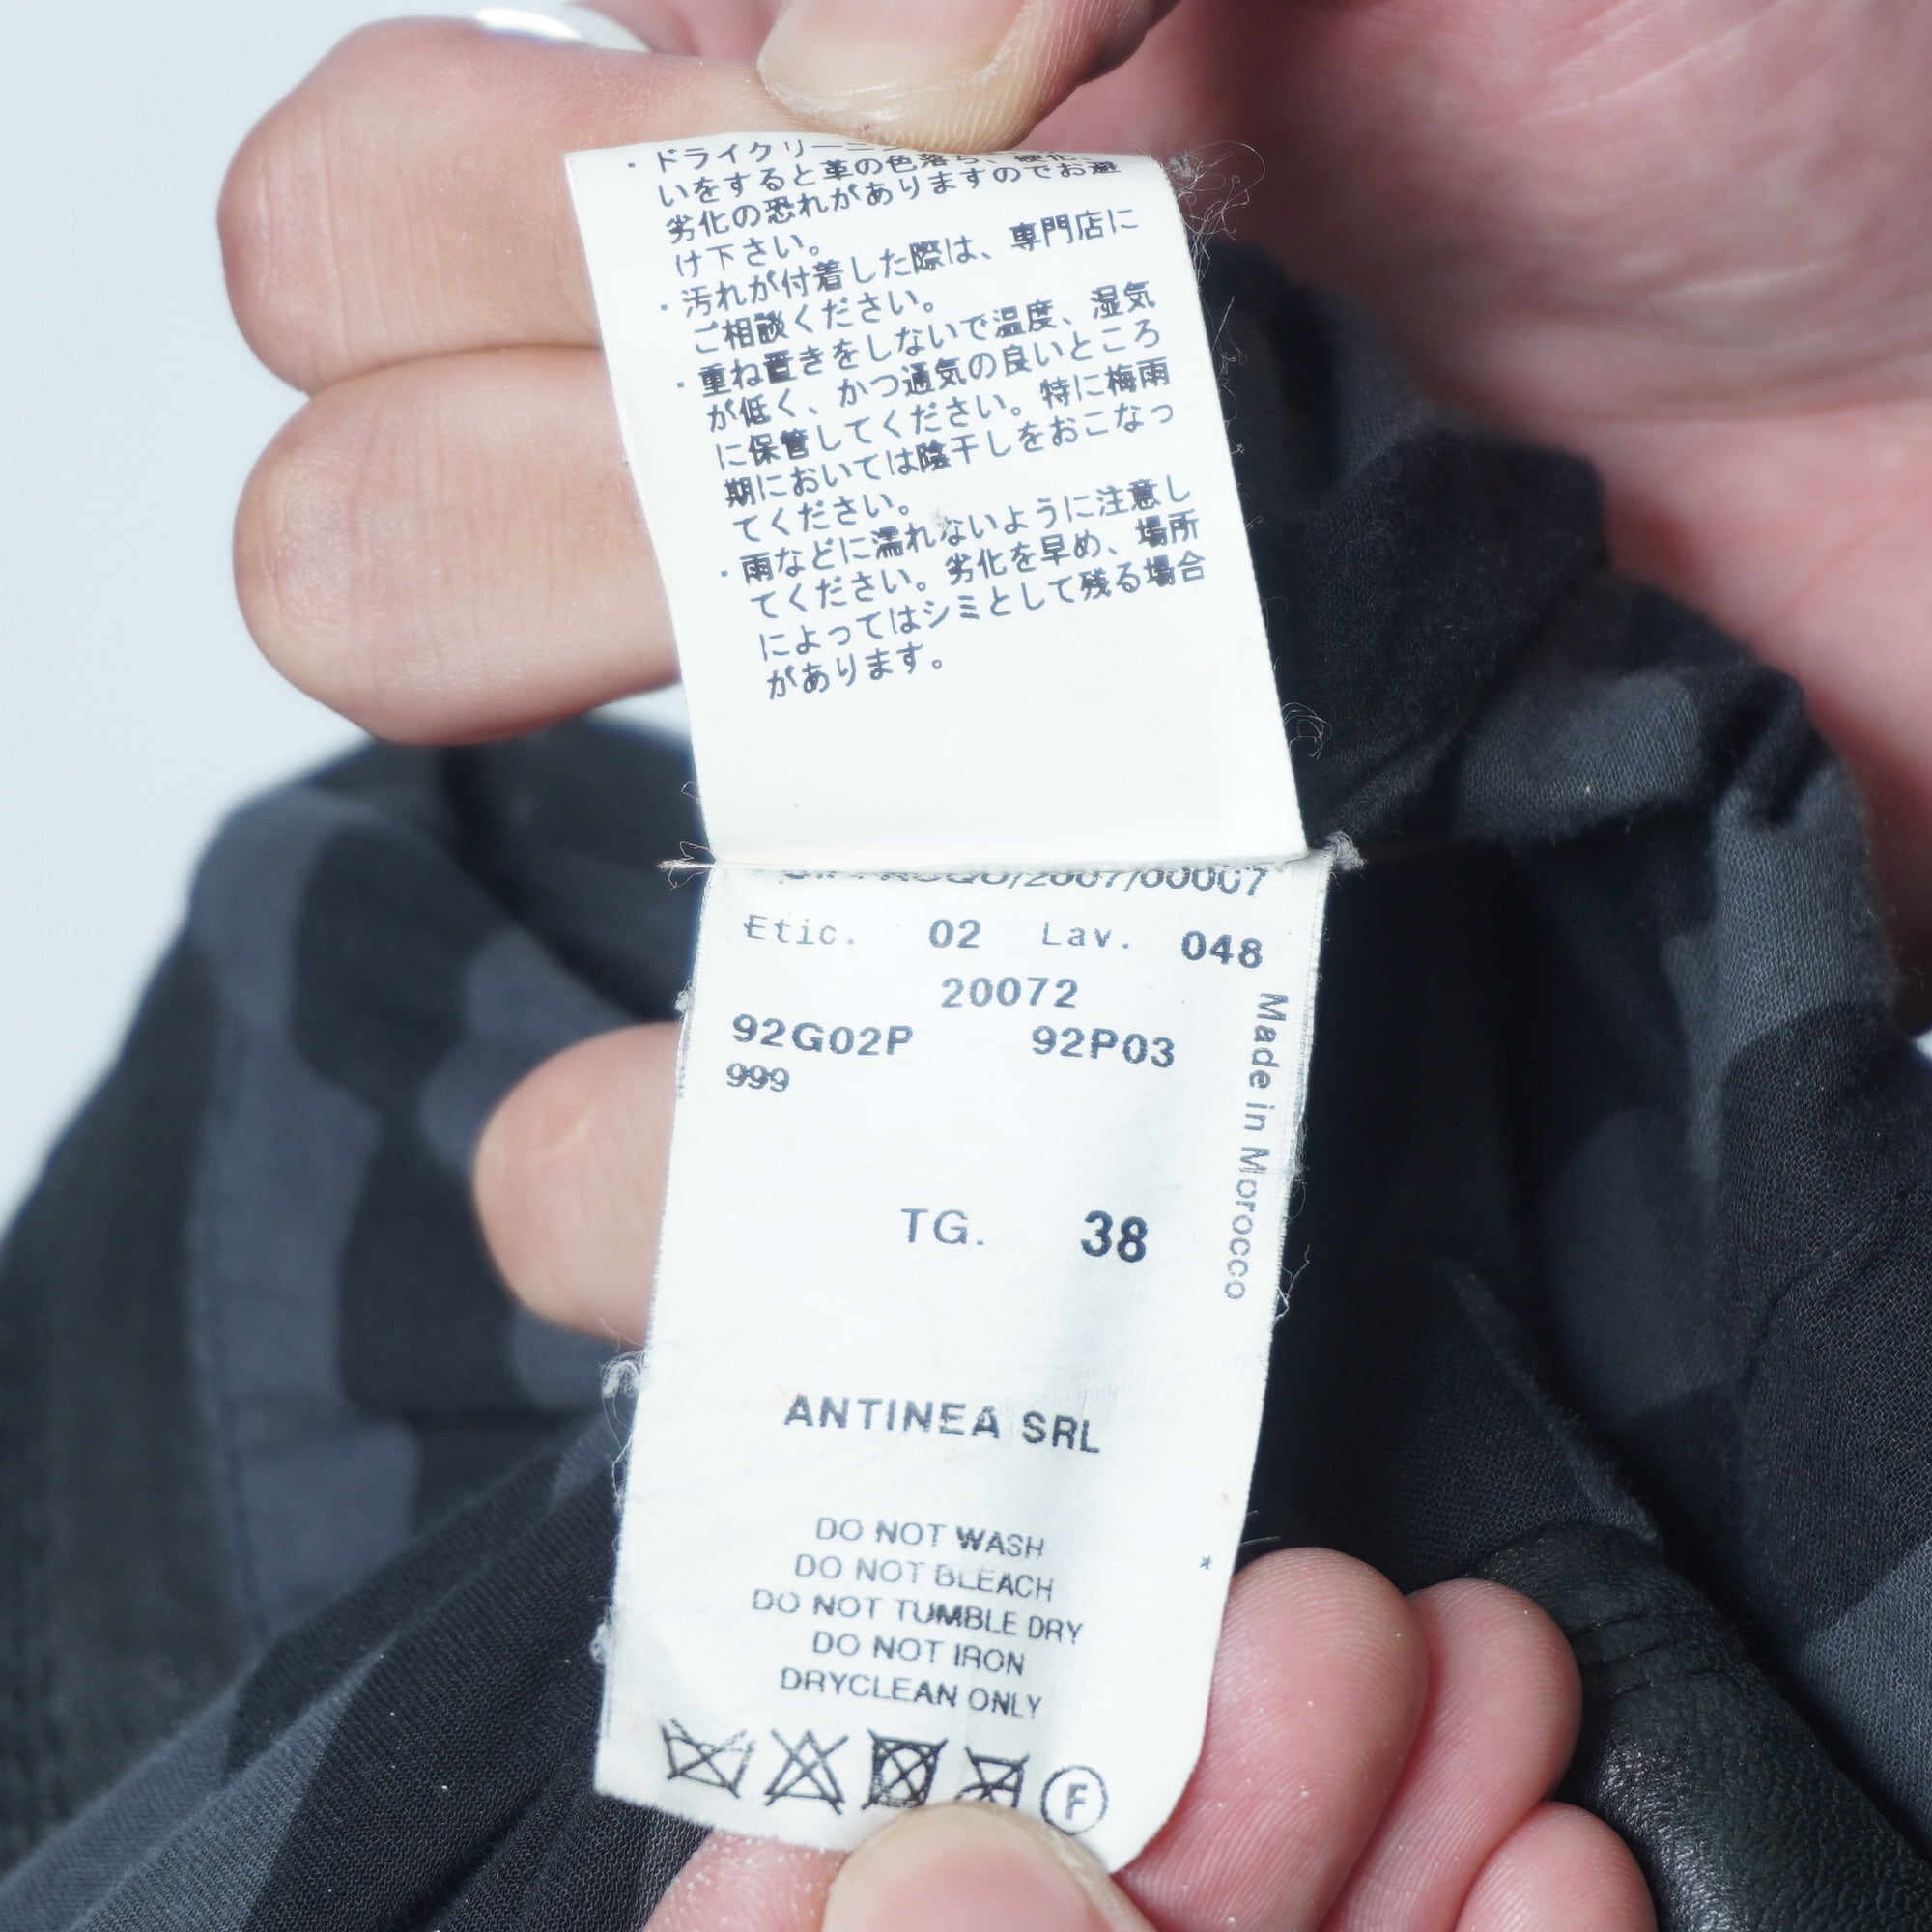 ・ドライクリーニ
いをすると革の色落ち、硬化、
劣化の恐れがありますのでお避
け下さい。
・汚れが付着した際は、専門店に
ご相談ください。
・重ね置きをしないで温度、湿気
が低く、かつ通気の良いところ
に保管してください。特に梅雨
期においては陰干しをおこなっ
てください。
・雨などに濡れないように注意し
てください。劣化を早め、場所
によってはシミとして残る場合
があります。
/2007/00007
Etic. 02 Lav. 048
20072
92G02P 92P03
999
Made in Morocco
TG. 38
ANTINEA SRL
DO NOT WASH
DO NOT BLEACH
DO NOT TUMBLE DRY
DO NOT IRON
DRYCLEAN ONLY
*
F